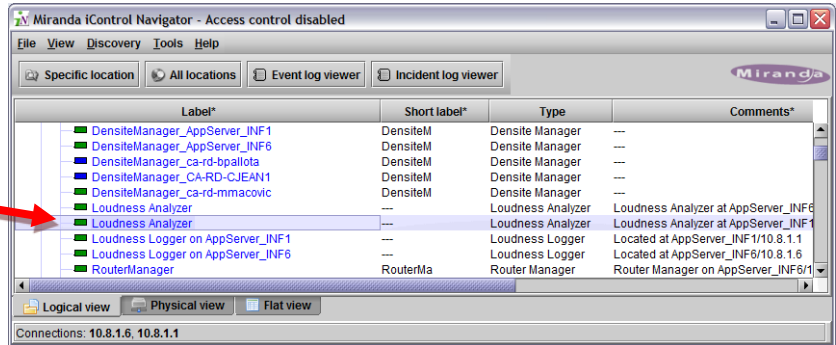 Miranda iControl Navigator - Access control disabled
File View Discovery Tools Help
Specific location All locations Event log viewer Incident log viewer Miranda
Label* Short label* Type Comments*
DensiteManager_AppServer_INF1 DensiteM Densite Manager ---
DensiteManager_AppServer_INF6 DensiteM Densite Manager ---
DensiteManager_ca-rd-bpallota DensiteM Densite Manager ---
DensiteManager_CA-RD-CJEAN1 DensiteM Densite Manager ---
DensiteManager_ca-rd-mmacovic DensiteM Densite Manager ---
Loudness Analyzer --- Loudness Analyzer Loudness Analyzer at AppServer_INF6
Loudness Analyzer --- Loudness Analyzer Loudness Analyzer at AppServer_INF1
Loudness Logger on AppServer_INF1 --- Loudness Logger Located at AppServer_INF1/10.8.1.1
Loudness Logger on AppServer_INF6 --- Loudness Logger Located at AppServer_INF6/10.8.1.6
RouterManager RouterMa Router Manager Router Manager on AppServer_INF6/1
Logical view Physical view Flat view
Connections: 10.8.1.6, 10.8.1.1